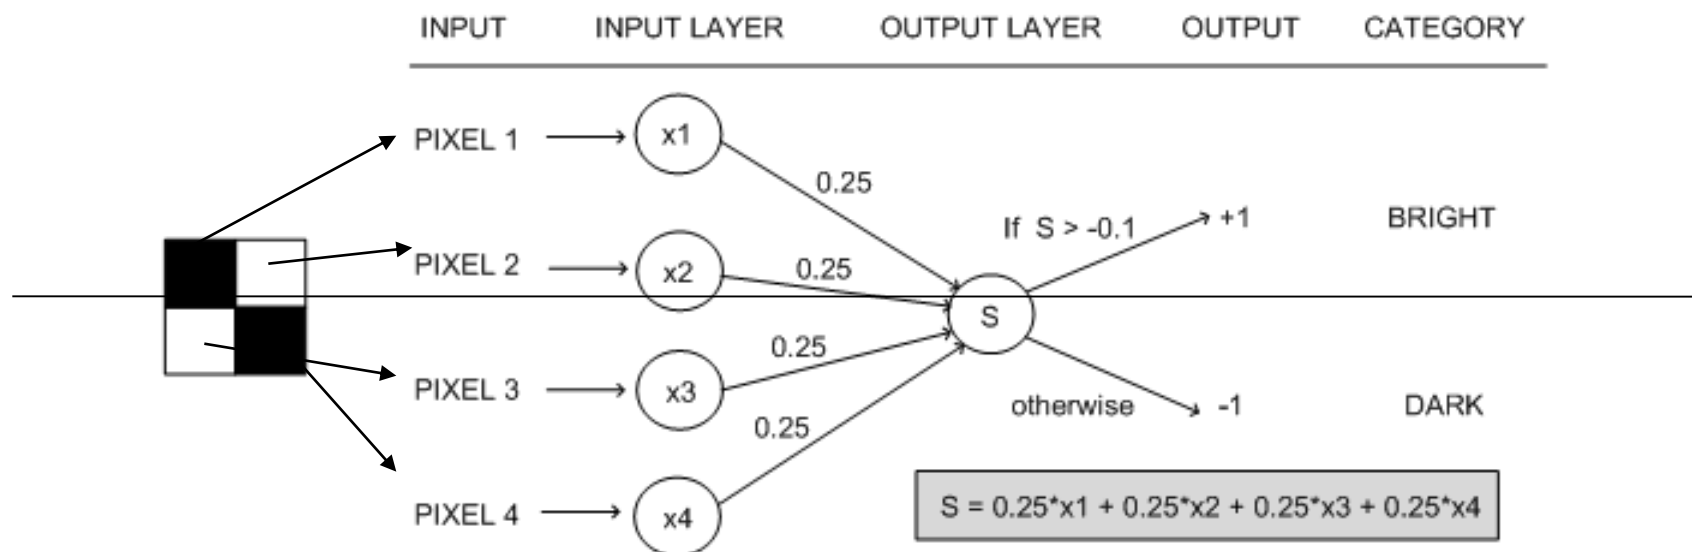 INPUT INPUT LAYER OUTPUT LAYER OUTPUT CATEGORY
PIXEL 1 x1
0.25
If S > -0.1 +1 BRIGHT
PIXEL 2 x2 0.25
S
0.25
PIXEL 3 x3
otherwise -1 DARK
0.25
PIXEL 4 x4
S = 0.25*x1 + 0.25*x2 + 0.25*x3 + 0.25*x4